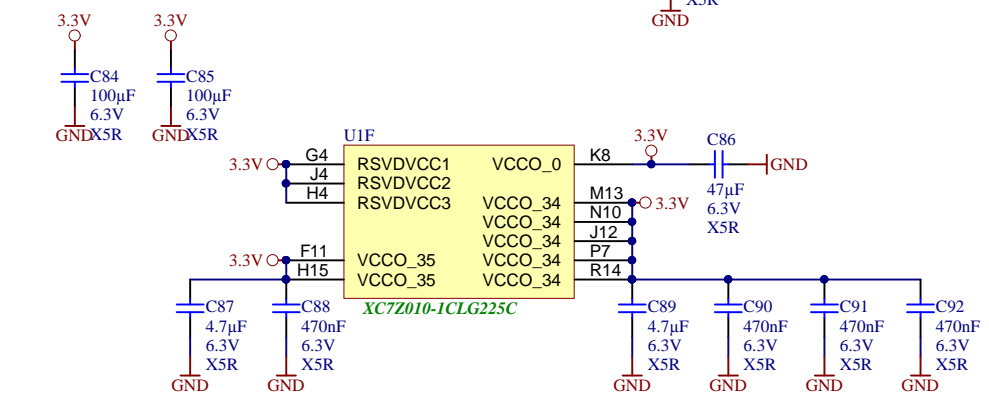 X5R
GND
3.3V
3.3V
C84
100µF
6.3V
X5R
GND
C85
100µF
6.3V
X5R
GND
U1F
3.3V
G4
RSVDVCC1
J4
RSVDVCC2
H4
RSVDVCC3
3.3V
F11
VCCO_35
H15
VCCO_35
VCCO_0
K8
3.3V
C86
47µF
6.3V
X5R
GND
VCCO_34
M13
3.3V
VCCO_34
N10
VCCO_34
J12
VCCO_34
P7
VCCO_34
R14
XC7Z010-1CLG225C
C87
4.7µF
6.3V
X5R
GND
C88
470nF
6.3V
X5R
GND
C89
4.7µF
6.3V
X5R
GND
C90
470nF
6.3V
X5R
GND
C91
470nF
6.3V
X5R
GND
C92
470nF
6.3V
X5R
GND